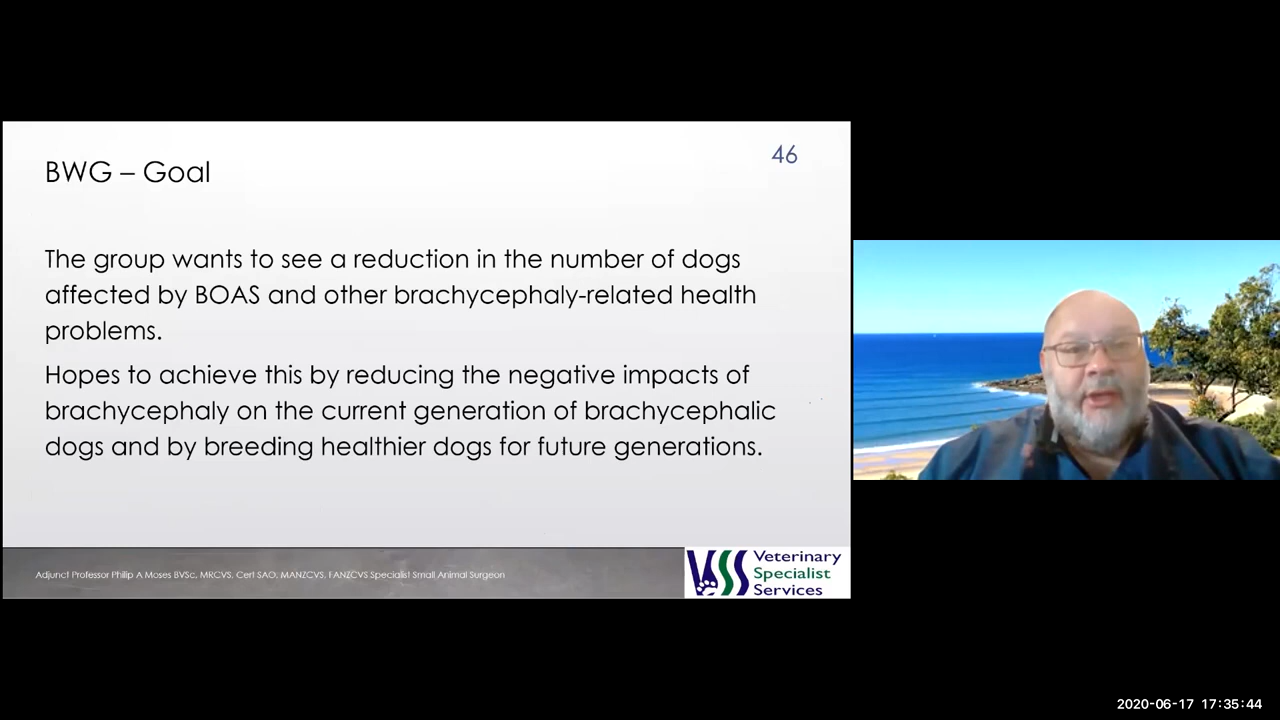 46
BWG – Goal
The group wants to see a reduction in the number of dogs
affected by BOAS and other brachycephaly-related health
problems.
Hopes to achieve this by reducing the negative impacts of
brachycephaly on the current generation of brachycephalic
dogs and by breeding healthier dogs for future generations.
Adjunct Professor Philip A Moses BVSc, MRCVS, Cert SAO, MANZCVS, FANZCVS Specialist Small Animal Surgeon
VSS Veterinary
Specialist
Services
2020-06-17 17:35:44